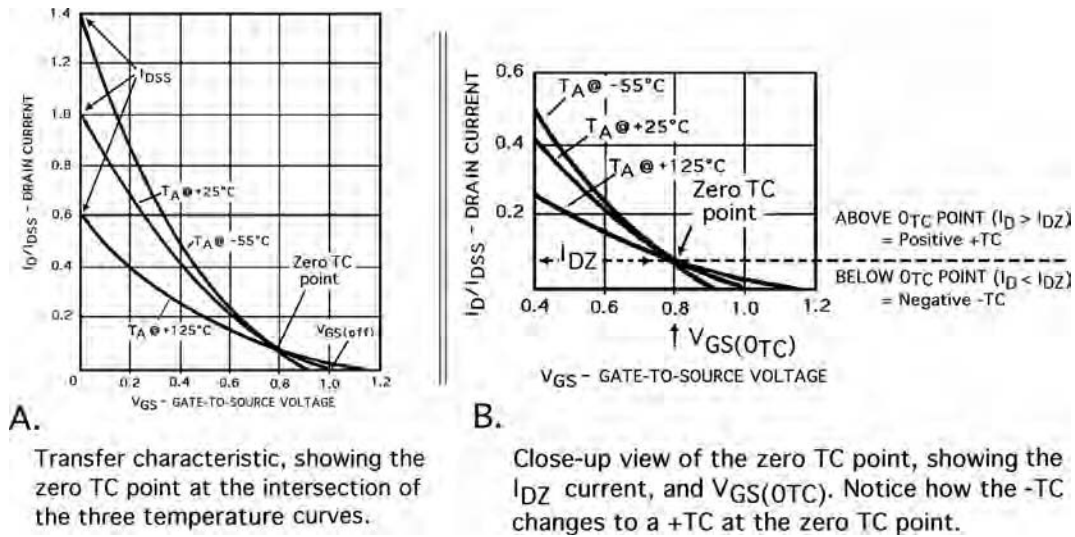 1.4
1.2
1.0
0.8
0.6
0.4
0.2
0
0.2
0.4
0.6
0.8
1.0
1.2
ID/IDSS – DRAIN CURRENT
IDSS
TA@+25°C
TA@ -55°C
TA@+125°C
Zero TC
point
VGS(off)
VGS – GATE-TO-SOURCE VOLTAGE
A.
Transfer characteristic, showing the
zero TC point at the intersection of
the three temperature curves.
0.6
0.4
0.2
0.4
0.6
0.8
1.0
1.2
ID/IDSS – DRAIN CURRENT
TA@ -55°C
TA@+25°C
TA@+125°C
Zero TC
point
IDZ
VGS(0TC)
VGS – GATE-TO-SOURCE VOLTAGE
ABOVE 0TC POINT (ID > IDZ)
= Positive +TC
BELOW 0TC POINT (ID < IDZ)
= Negative -TC
B.
Close-up view of the zero TC point, showing the
IDZ current, and VGS(0TC). Notice how the -TC
changes to a +TC at the zero TC point.